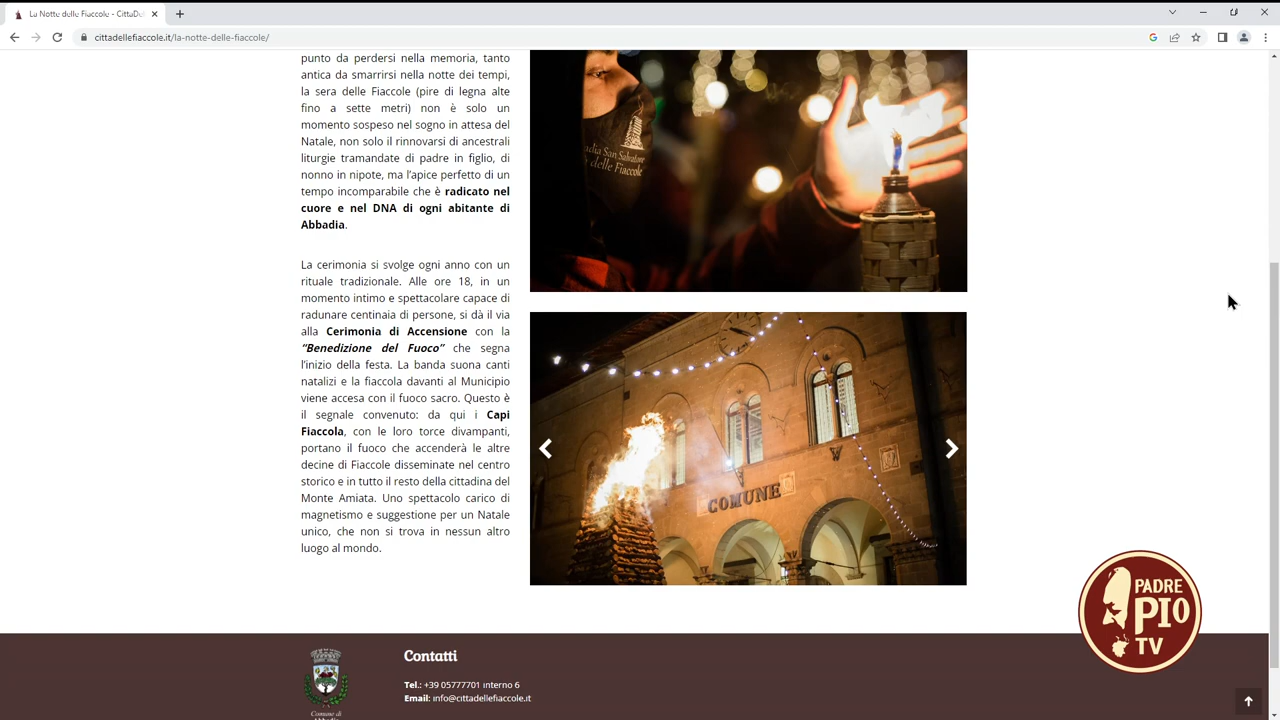 La Notte delle Fiaccole - CittaDel
cittadellefiaccole.it/la-notte-delle-fiaccole/
punto da perdersi nella memoria, tanto
antica da smarrirsi nella notte dei tempi,
la sera delle Fiaccole (pire di legna alte
fino a sette metri) non è solo un
momento sospeso nel sogno in attesa del
Natale, non solo il rinnovarsi di ancestrali
liturgie tramandate di padre in figlio, di
nonno in nipote, ma l'apice perfetto di un
tempo incomparabile che è radicato nel
cuore e nel DNA di ogni abitante di
Abbadia.
La cerimonia si svolge ogni anno con un
rituale tradizionale. Alle ore 18, in un
momento intimo e spettacolare capace di
radunare centinaia di persone, si dà il via
alla Cerimonia di Accensione con la
“Benedizione del Fuoco” che segna
l'inizio della festa. La banda suona canti
natalizi e la fiaccola davanti al Municipio
viene accesa con il fuoco sacro. Questo è
il segnale convenuto: da qui i Capi
Fiaccola, con le loro torce divampanti,
portano il fuoco che accenderà le altre
decine di Fiaccole disseminate nel centro
storico e in tutto il resto della cittadina del
Monte Amiata. Uno spettacolo carico di
magnetismo e suggestione per un Natale
unico, che non si trova in nessun altro
luogo al mondo.
San Salvatore
delle Fiaccole
COMUNE
PADRE
PIO
TV
Contatti
Tel.: +39 05777701 interno 6
Email: info@cittadellefiaccole.it
Comune di